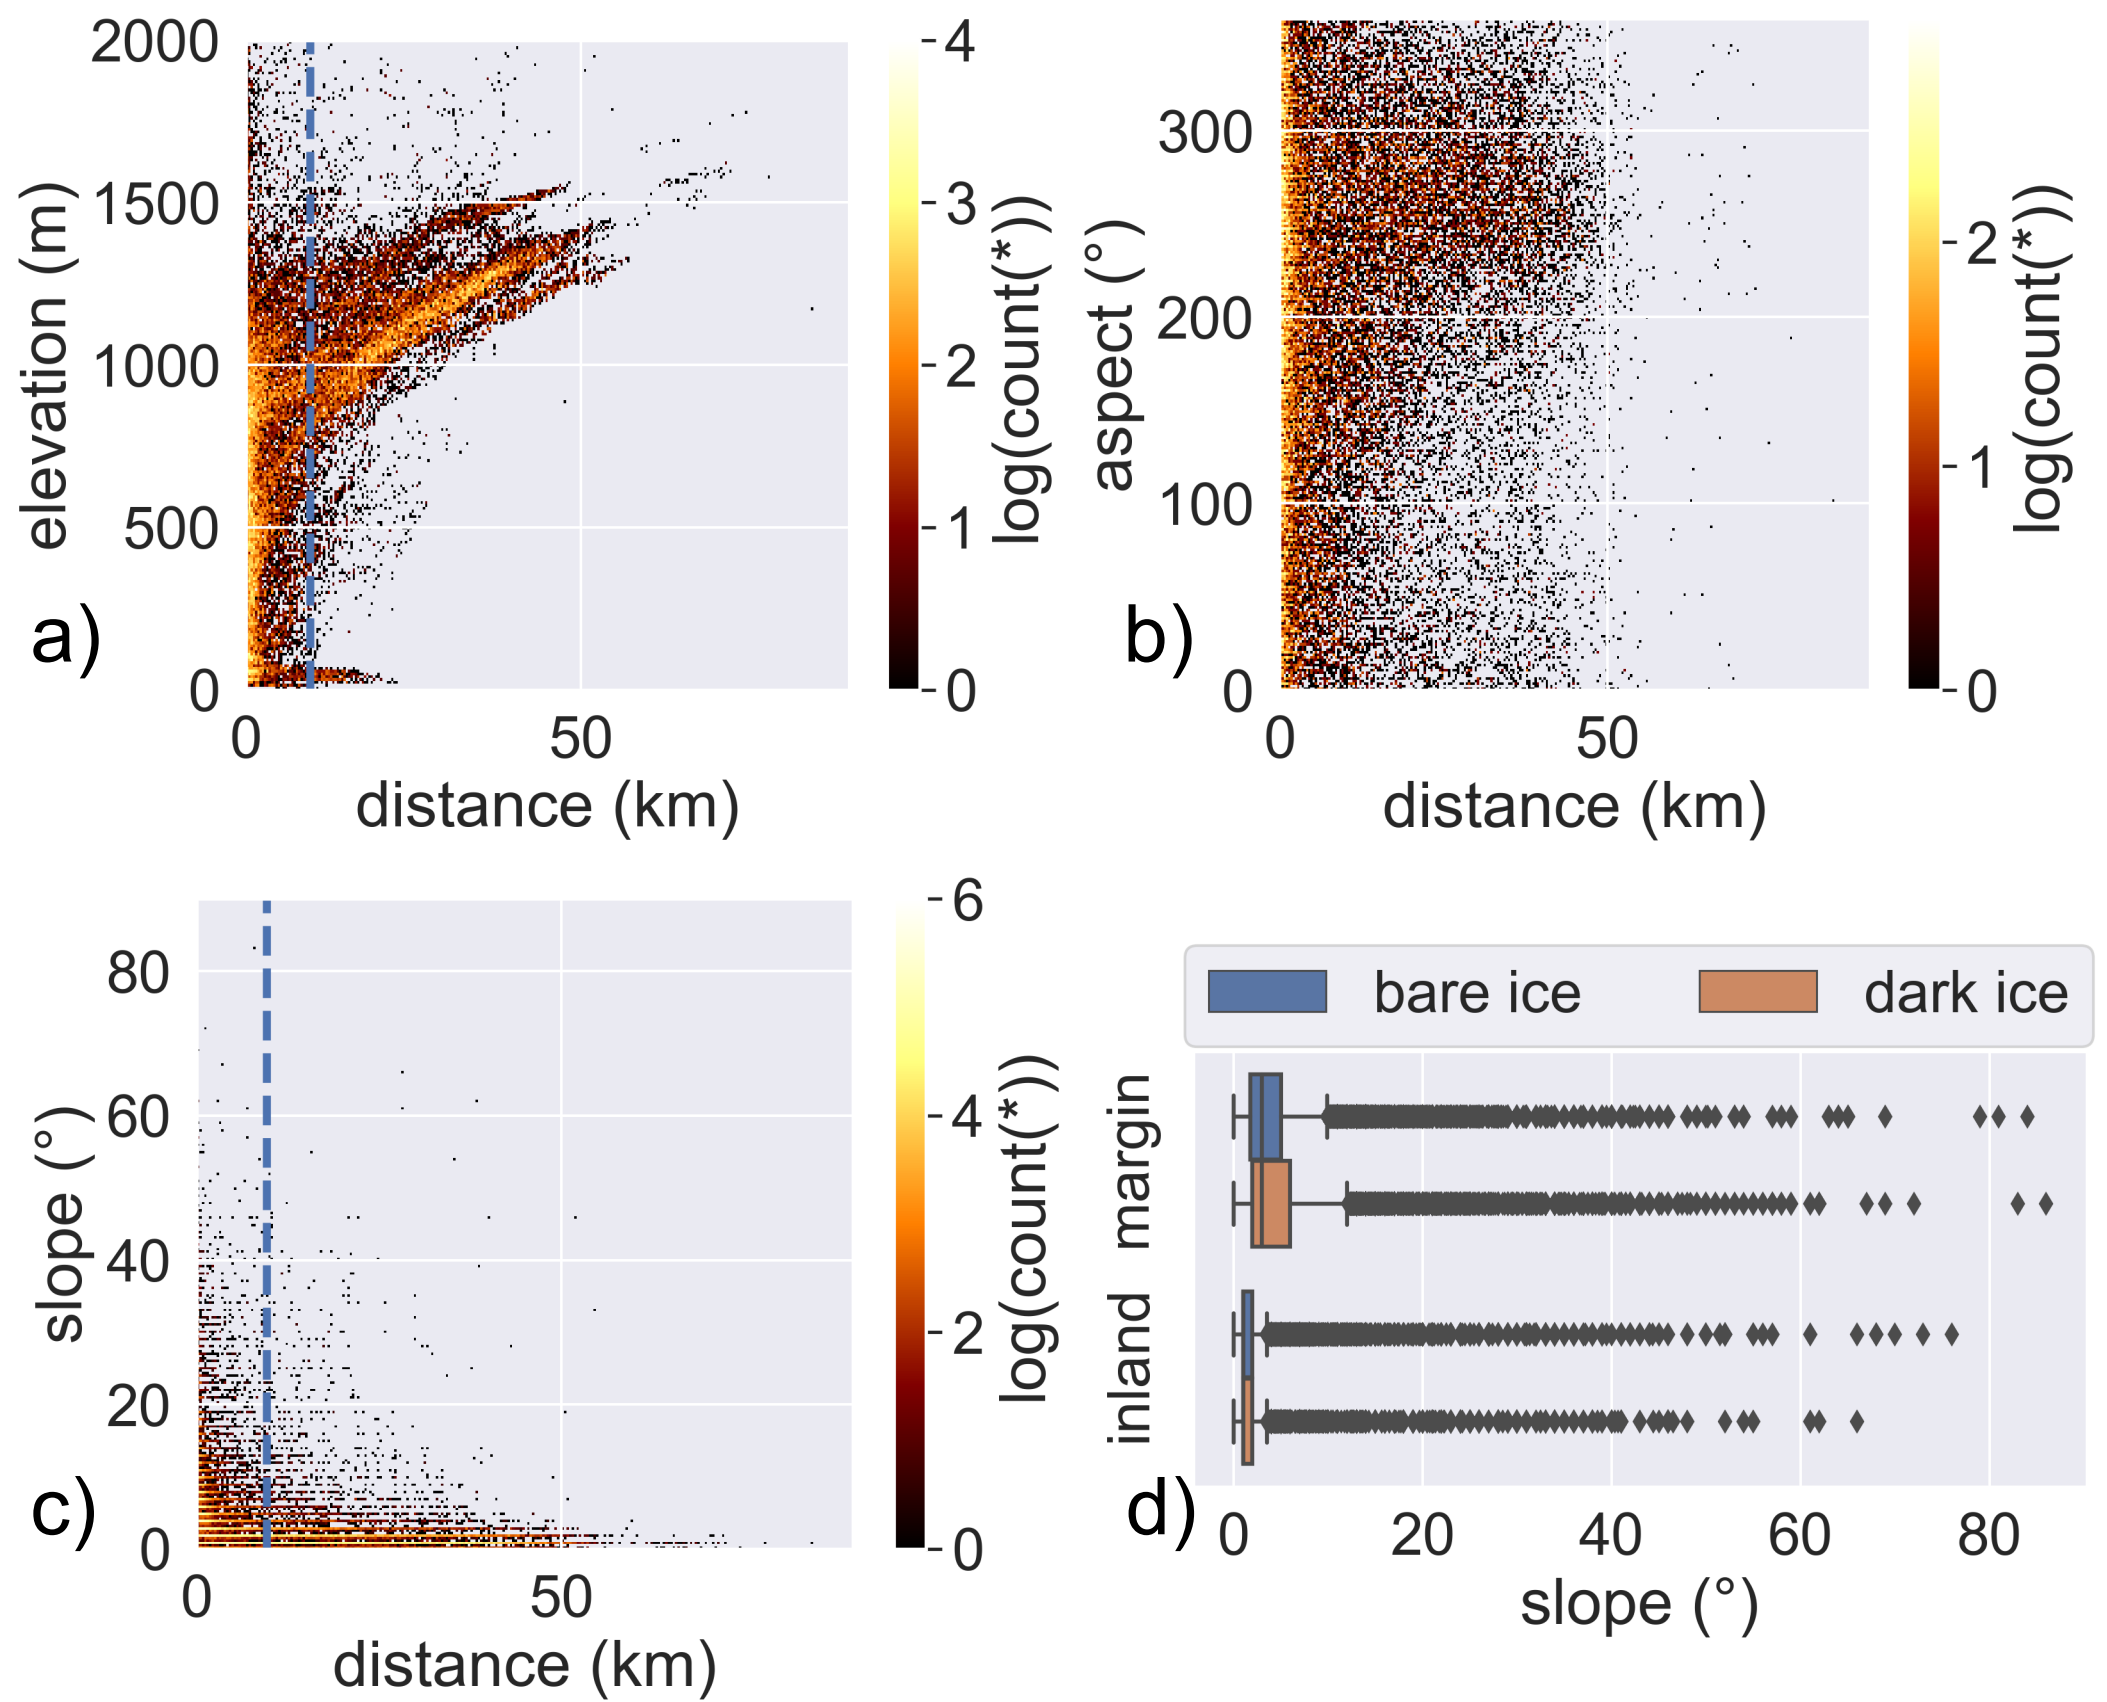 2000
1500
1000
500
0
elevation (m)
0
50
distance (km)
4
3
2
1
0
log(count(*))
a)
300
200
100
0
aspect (°)
0
50
distance (km)
2
1
0
log(count(*))
b)
80
60
40
20
0
slope (°)
0
50
distance (km)
6
4
2
0
log(count(*))
c)
bare ice
dark ice
margin
inland
0
20
40
60
80
slope (°)
d)